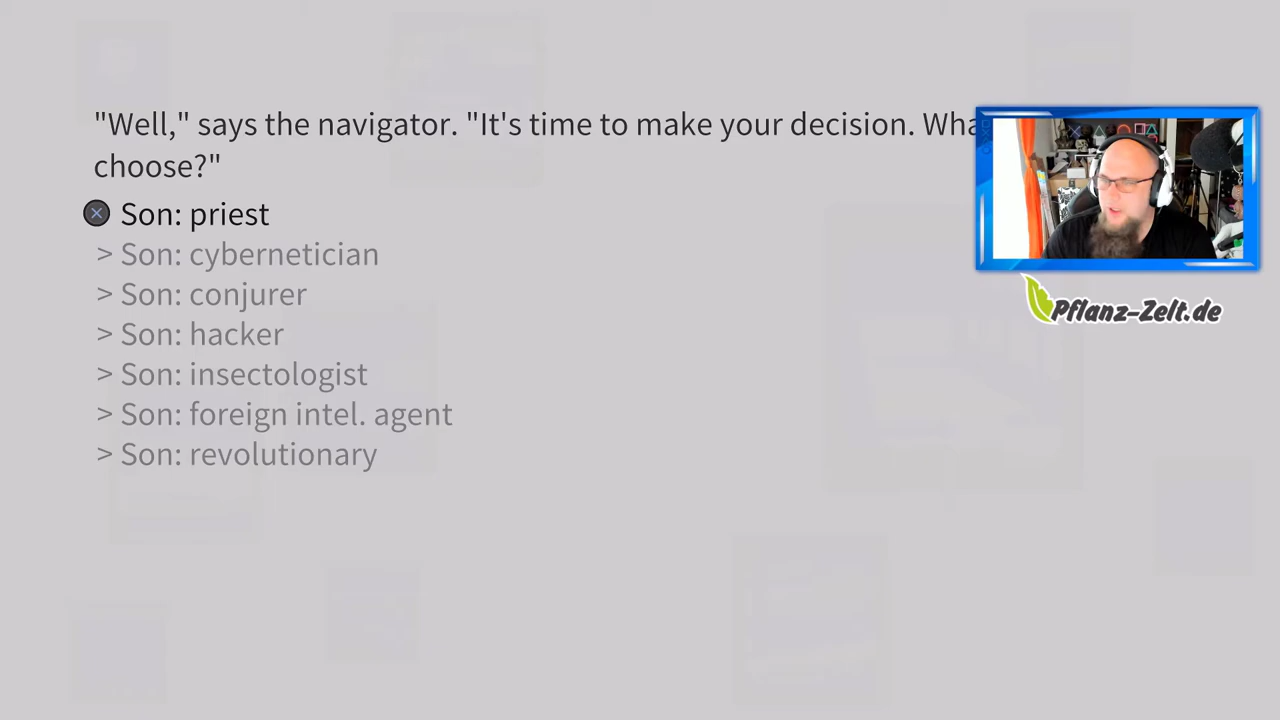 "Well," says the navigator. "It's time to make your decision.
choose?"
Son: priest
> Son: cybernetician
> Son: conjurer
> Son: hacker
> Son: insectologist
> Son: foreign intel. agent
> Son: revolutionary
Pflanz-Zelt.de